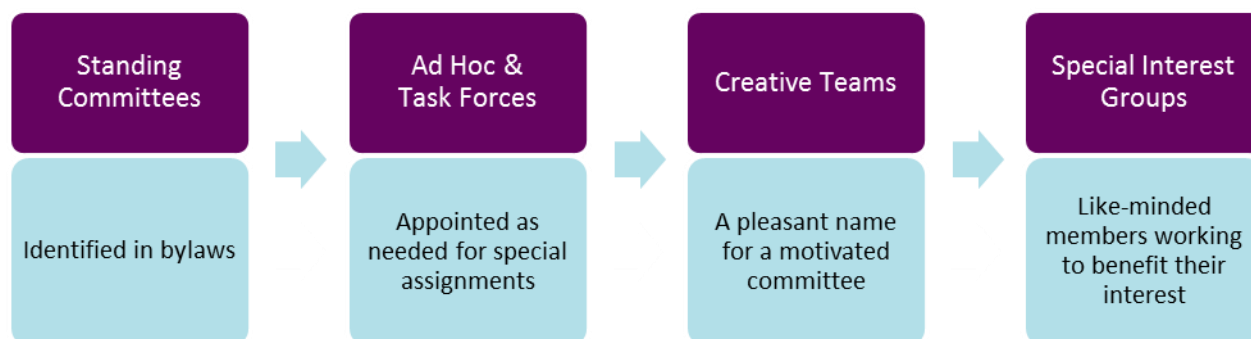 Standing
Committees
Identified in bylaws
Ad Hoc &
Task Forces
Appointed as
needed for special
assignments
Creative Teams
A pleasant name
for a motivated
committee
Special Interest
Groups
Like-minded
members working
to benefit their
interest